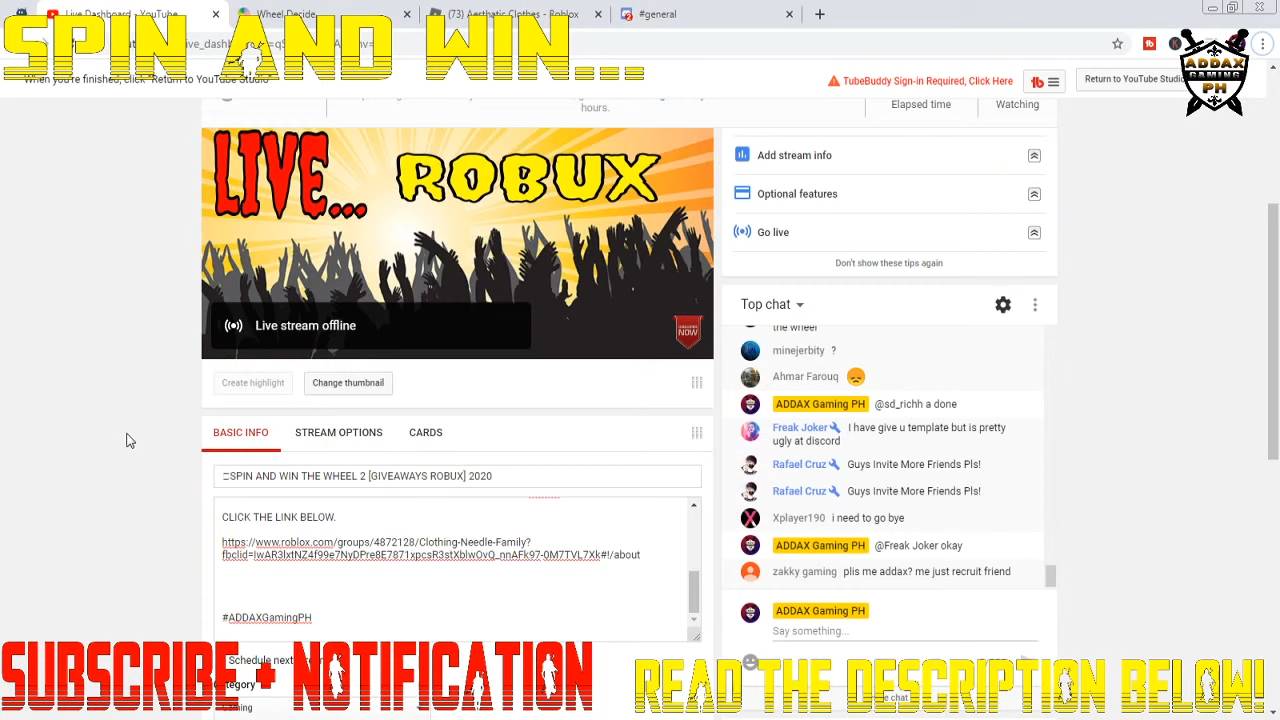 Live Dashboard - YouTube
Wheel Decide
(73) Aesthetic Clothes - Roblox
#general
SPIN AND WIN...
When you're finished, click "Return to YouTube Studio"
TubeBuddy Sign-in Required, Click Here
Return to YouTube Studio
ADDAX
GAMING
PH
hours.
Elapsed time
Watching
LIVE...
ROBUX
Live stream offline
Add stream info
Optional features
Go live
Don't show these tips again
Create highlight
Change thumbnail
BASIC INFO
STREAM OPTIONS
CARDS
SPIN AND WIN THE WHEEL 2 [GIVEAWAYS ROBUX] 2020
CLICK THE LINK BELOW.
https://www.roblox.com/groups/4872128/Clothing-Needle-Family?
#ADDAXGamingPH
Top chat
the wheel
minejerbity ?
Ahmar Farouq 😞
ADDAX Gaming PH @sd_richh a done
Freak Joker I have give u template but is pretty
ugly at discord
Rafael Cruz Guys Invite More Friends Pls!
Rafael Cruz Guys Invite More Friends Pls!
Xplayer190 i need to go bye
ADDAX Gaming PH @Freak Joker okay
zakky gaming plis me addax? me just recruit friend
ADDAX Gaming PH
Say something...
Schedule next
Category
SUBSCRIBE + NOTIFICATION
READ THE DESCRIPTION BELOW!